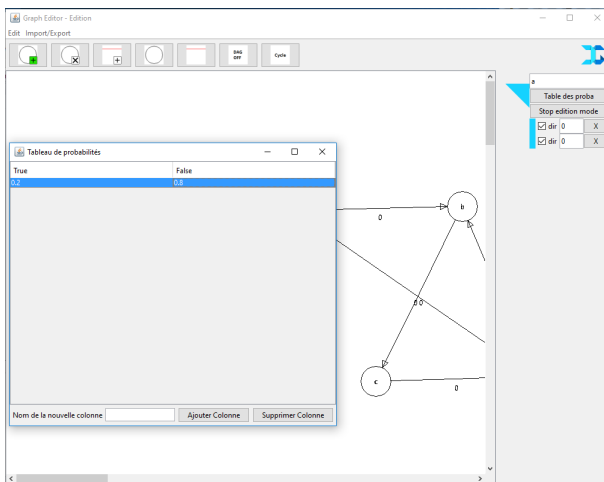 Graph Editor - Edition
Edit Import/Export
DAG OFF
Cycle
a
Table des proba
Stop edition mode
dir 0 X
dir 0 X
Tableau de probabilités
True False
0.2 0.8
Nom de la nouvelle colonne Ajouter Colonne Supprimer Colonne
b
0
0 0
c
0